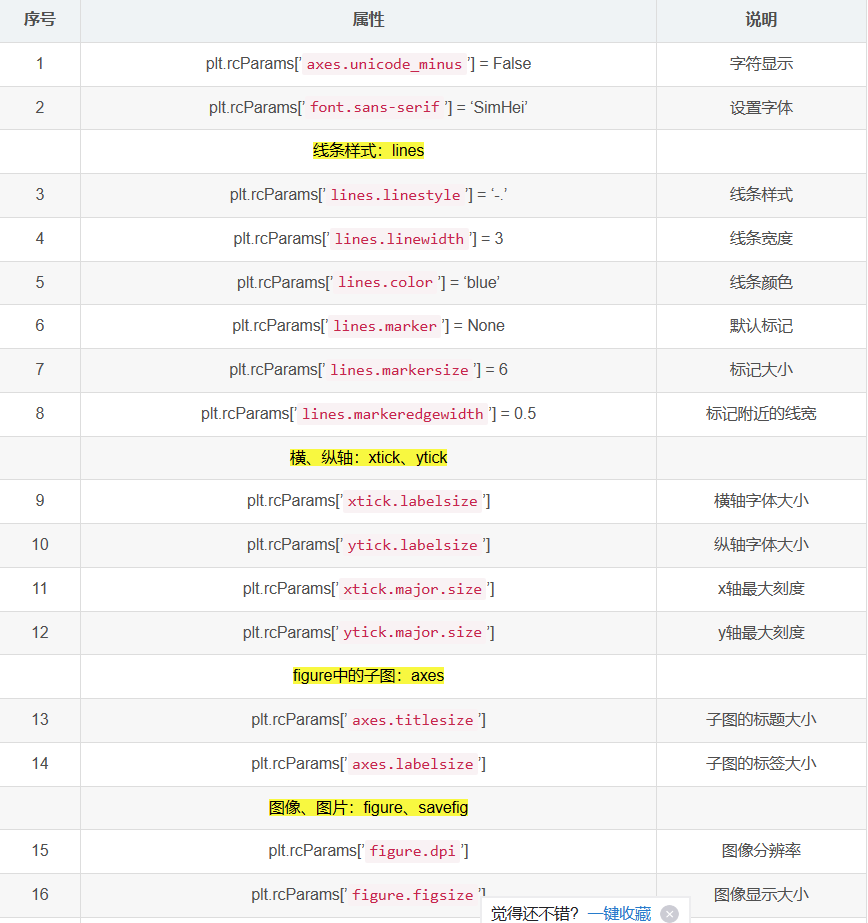 序号 属性 说明
1 plt.rcParams[’axes.unicode_minus’] = False 字符显示
2 plt.rcParams[’font.sans-serif’] = ‘SimHei’ 设置字体
线条样式：lines
3 plt.rcParams[’lines.linestyle’] = ‘-.’ 线条样式
4 plt.rcParams[’lines.linewidth’] = 3 线条宽度
5 plt.rcParams[’lines.color’] = ‘blue’ 线条颜色
6 plt.rcParams[’lines.marker’] = None 默认标记
7 plt.rcParams[’lines.markersize’] = 6 标记大小
8 plt.rcParams[’lines.markeredgewidth’] = 0.5 标记附近的线宽
横、纵轴：xtick、ytick
9 plt.rcParams[’xtick.labelsize’] 横轴字体大小
10 plt.rcParams[’ytick.labelsize’] 纵轴字体大小
11 plt.rcParams[’xtick.major.size’] x轴最大刻度
12 plt.rcParams[’ytick.major.size’] y轴最大刻度
figure中的子图：axes
13 plt.rcParams[’axes.titlesize’] 子图的标题大小
14 plt.rcParams[’axes.labelsize’] 子图的标签大小
图像、图片：figure、savefig
15 plt.rcParams[’figure.dpi’] 图像分辨率
16 plt.rcParams[’figure.figsize’] 图像显示大小
觉得还不错? 一键收藏